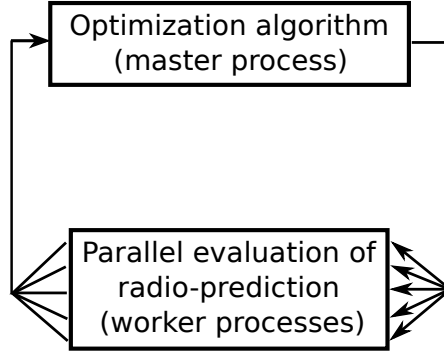 Optimization algorithm
(master process)
Parallel evaluation of
radio-prediction
(worker processes)